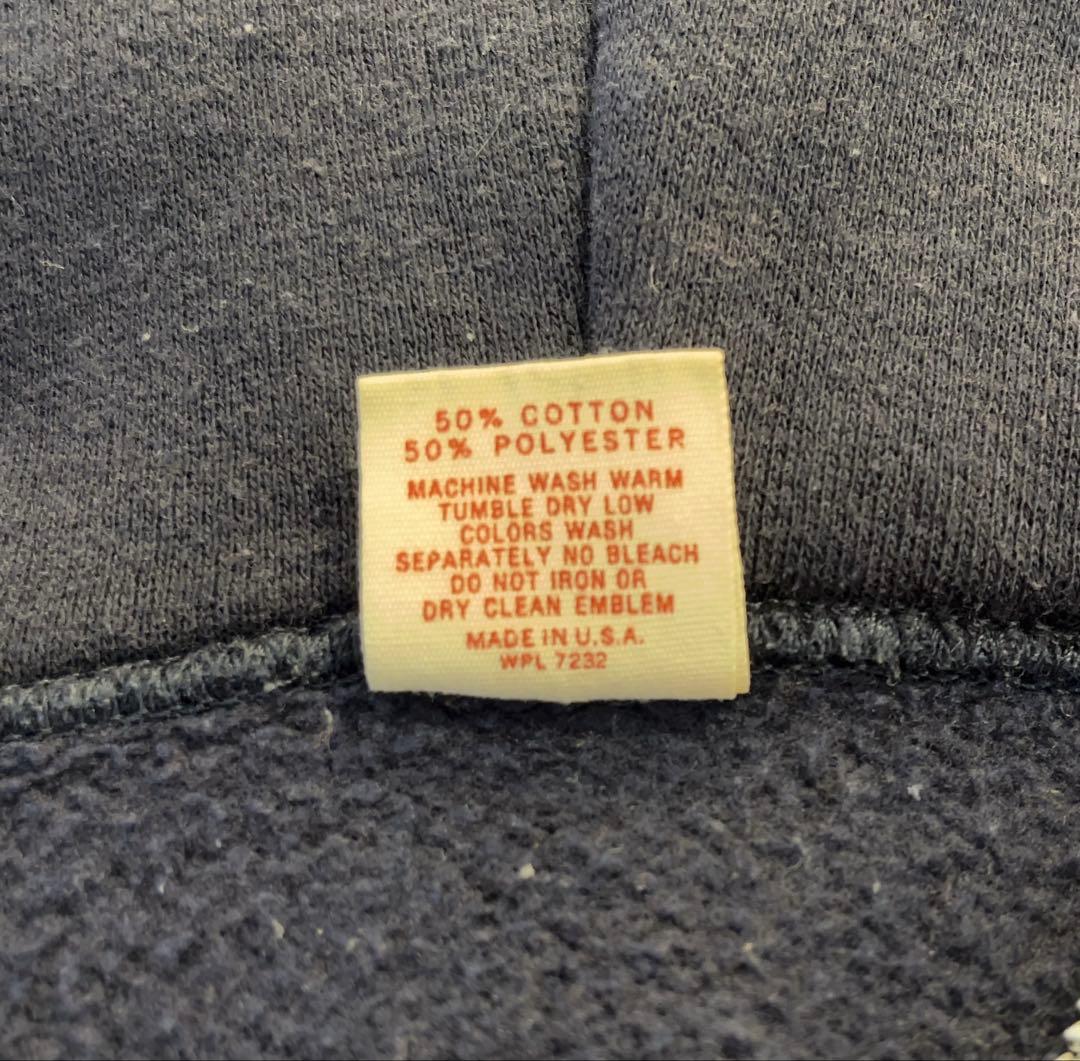 50% COTTON
50% POLYESTER
MACHINE WASH WARM
TUMBLE DRY LOW
COLORS WASH
SEPARATELY NO BLEACH
DO NOT IRON OR
DRY CLEAN EMBLEM
MADE IN U.S.A.
WPL 7232